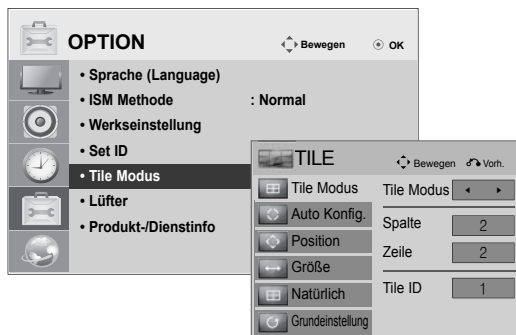 OPTION
Bewegen OK
• Sprache (Language)
• ISM Methode : Normal
• Werkseinstellung
• Set ID
• Tile Modus
• Lüfter
• Produkt-/Dienstinfo
TILE
Bewegen Vorh.
Tile Modus
Auto Konfig.
Position
Größe
Natürlich
Grundeinstellung
Tile Modus
Spalte 2
Zeile 2
Tile ID 1